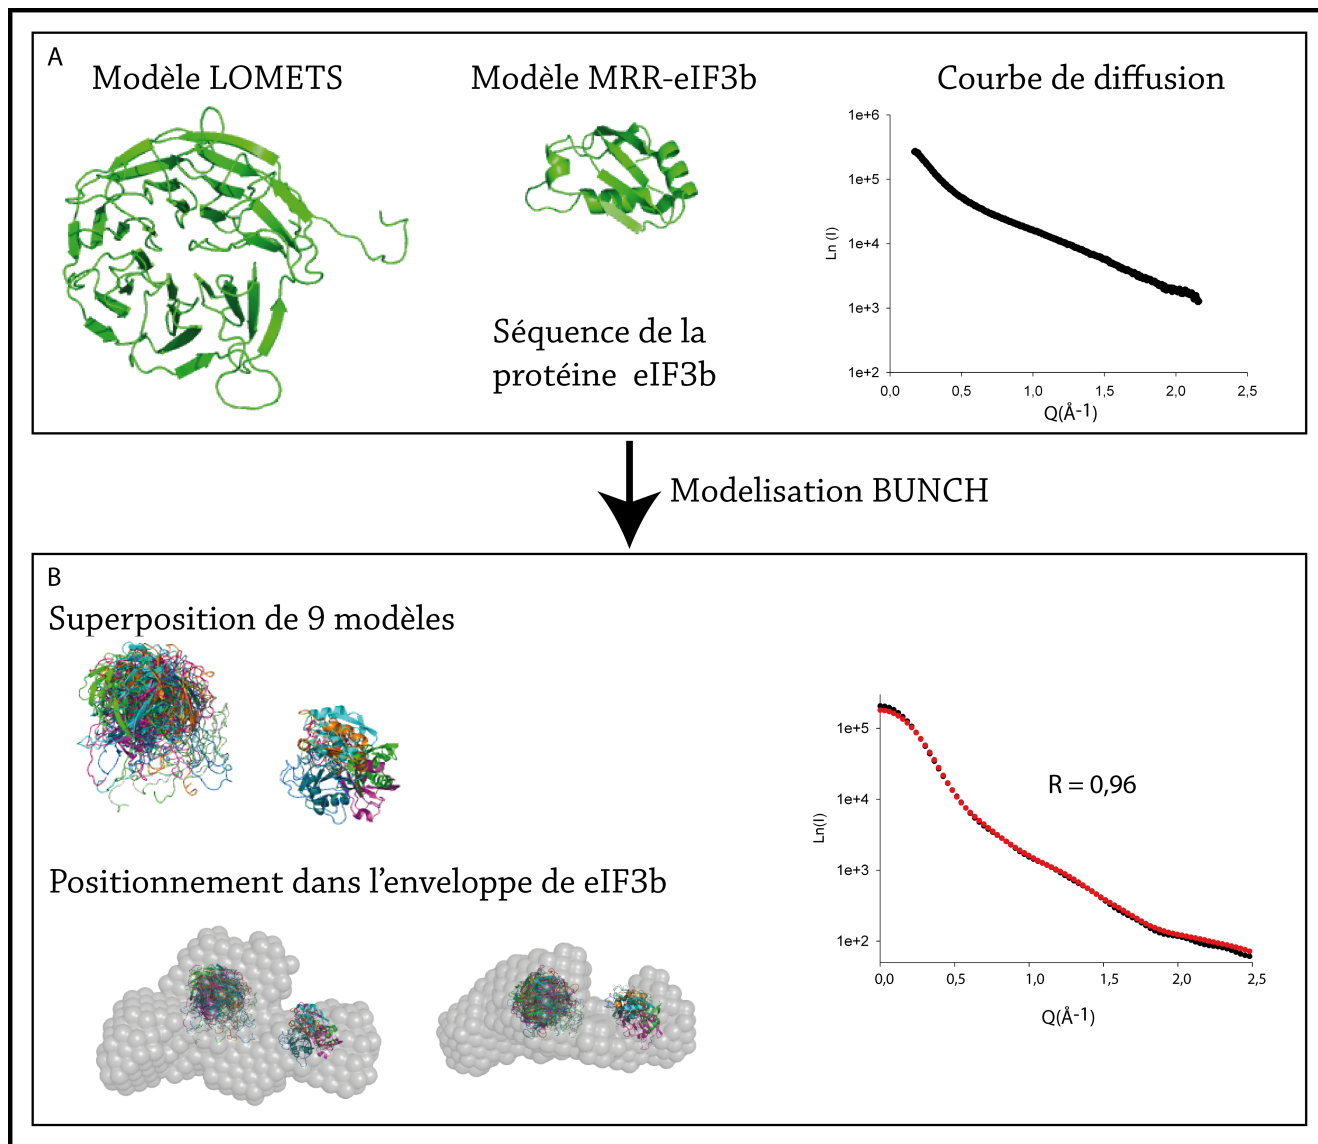 A
Modèle LOMETS
Modèle MRR-eIF3b
Courbe de diffusion
1e+6
1e+5
1e+4
1e+3
1e+2
Ln (I)
0,0 0,5 1,0 1,5 2,0 2,5
Q(Å-1)
Séquence de la
protéine eIF3b
Modelisation BUNCH
B
Superposition de 9 modèles
Positionnement dans l'enveloppe de eIF3b
1e+5
1e+4
1e+3
1e+2
Ln(I)
R = 0,96
0,0 0,5 1,0 1,5 2,0 2,5
Q(Å-1)